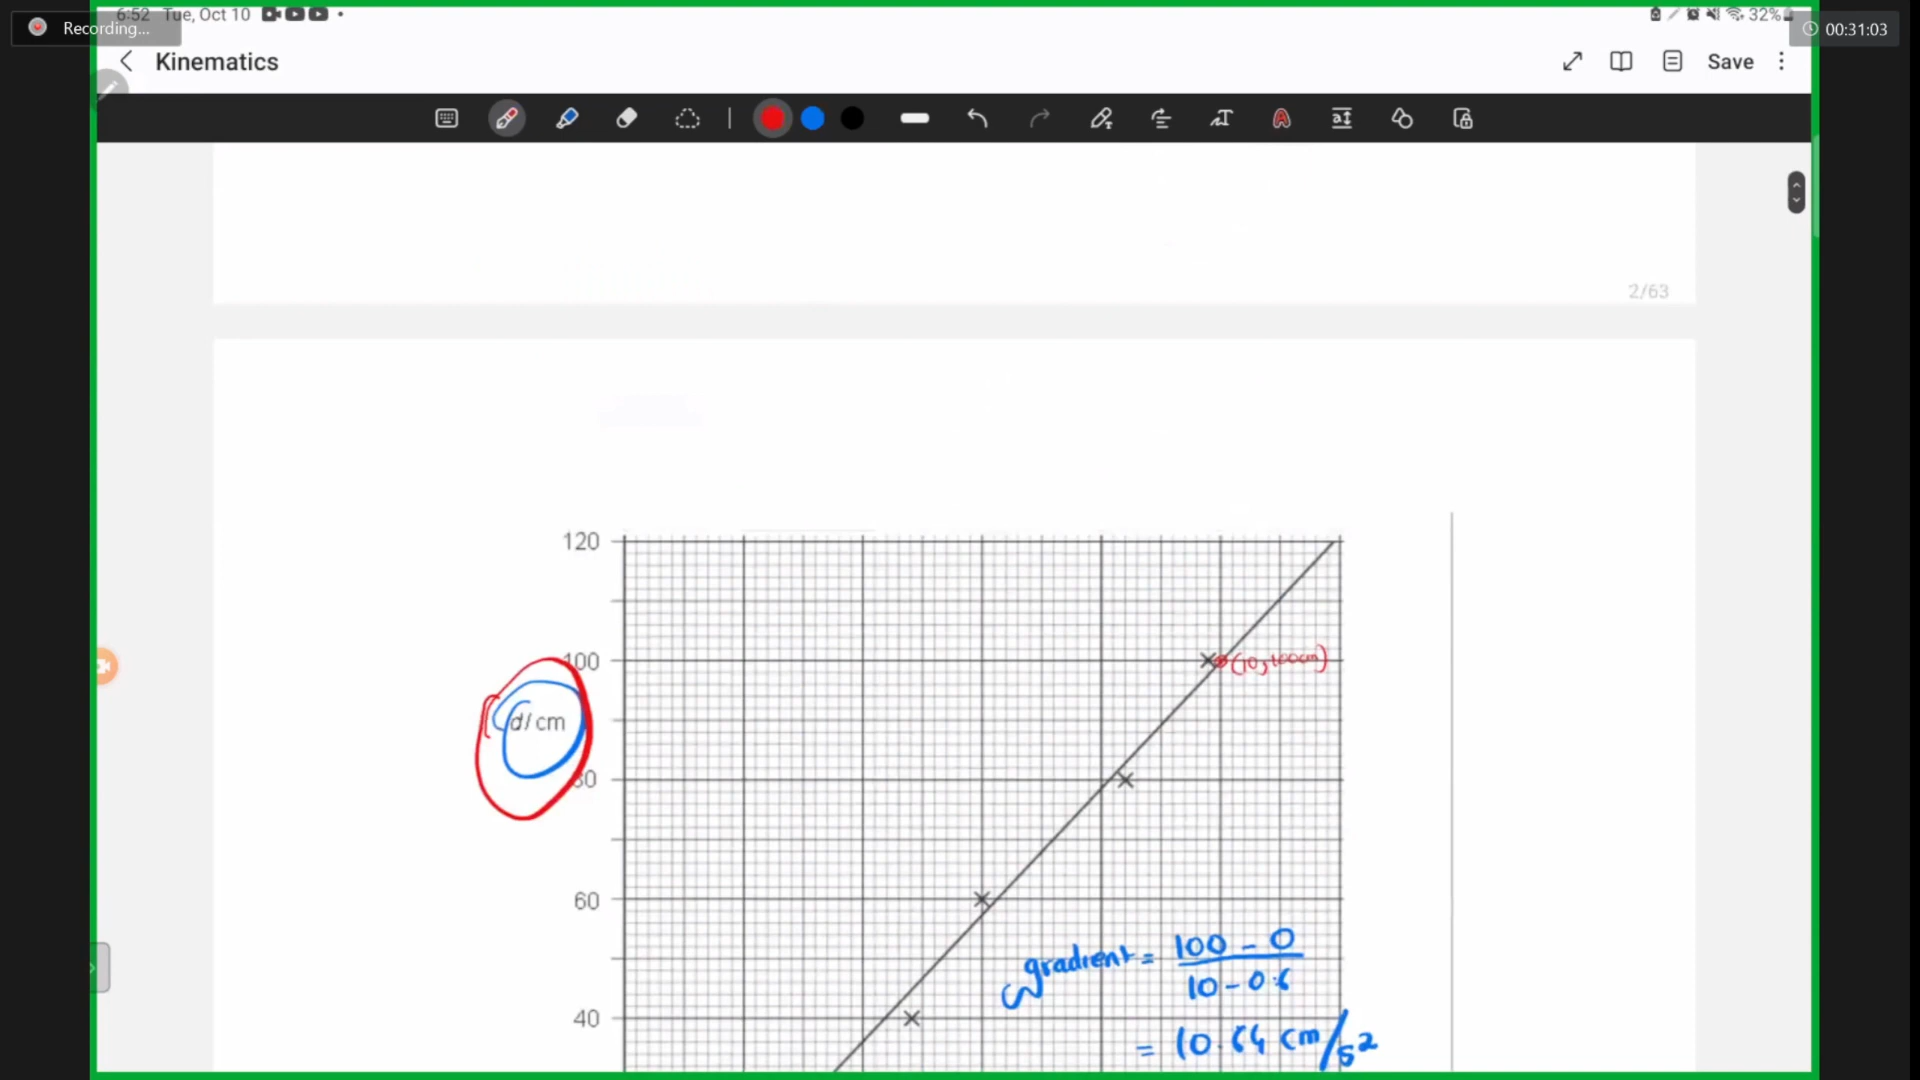 Recording...
6:52 Tue, Oct 10
32%
00:31:03
Kinematics
Save
2/63
120
100
(10, 100cm)
d/cm
80
60
gradient = 100 - 0
10 - 0.6
40
= 10.64 cm/s2